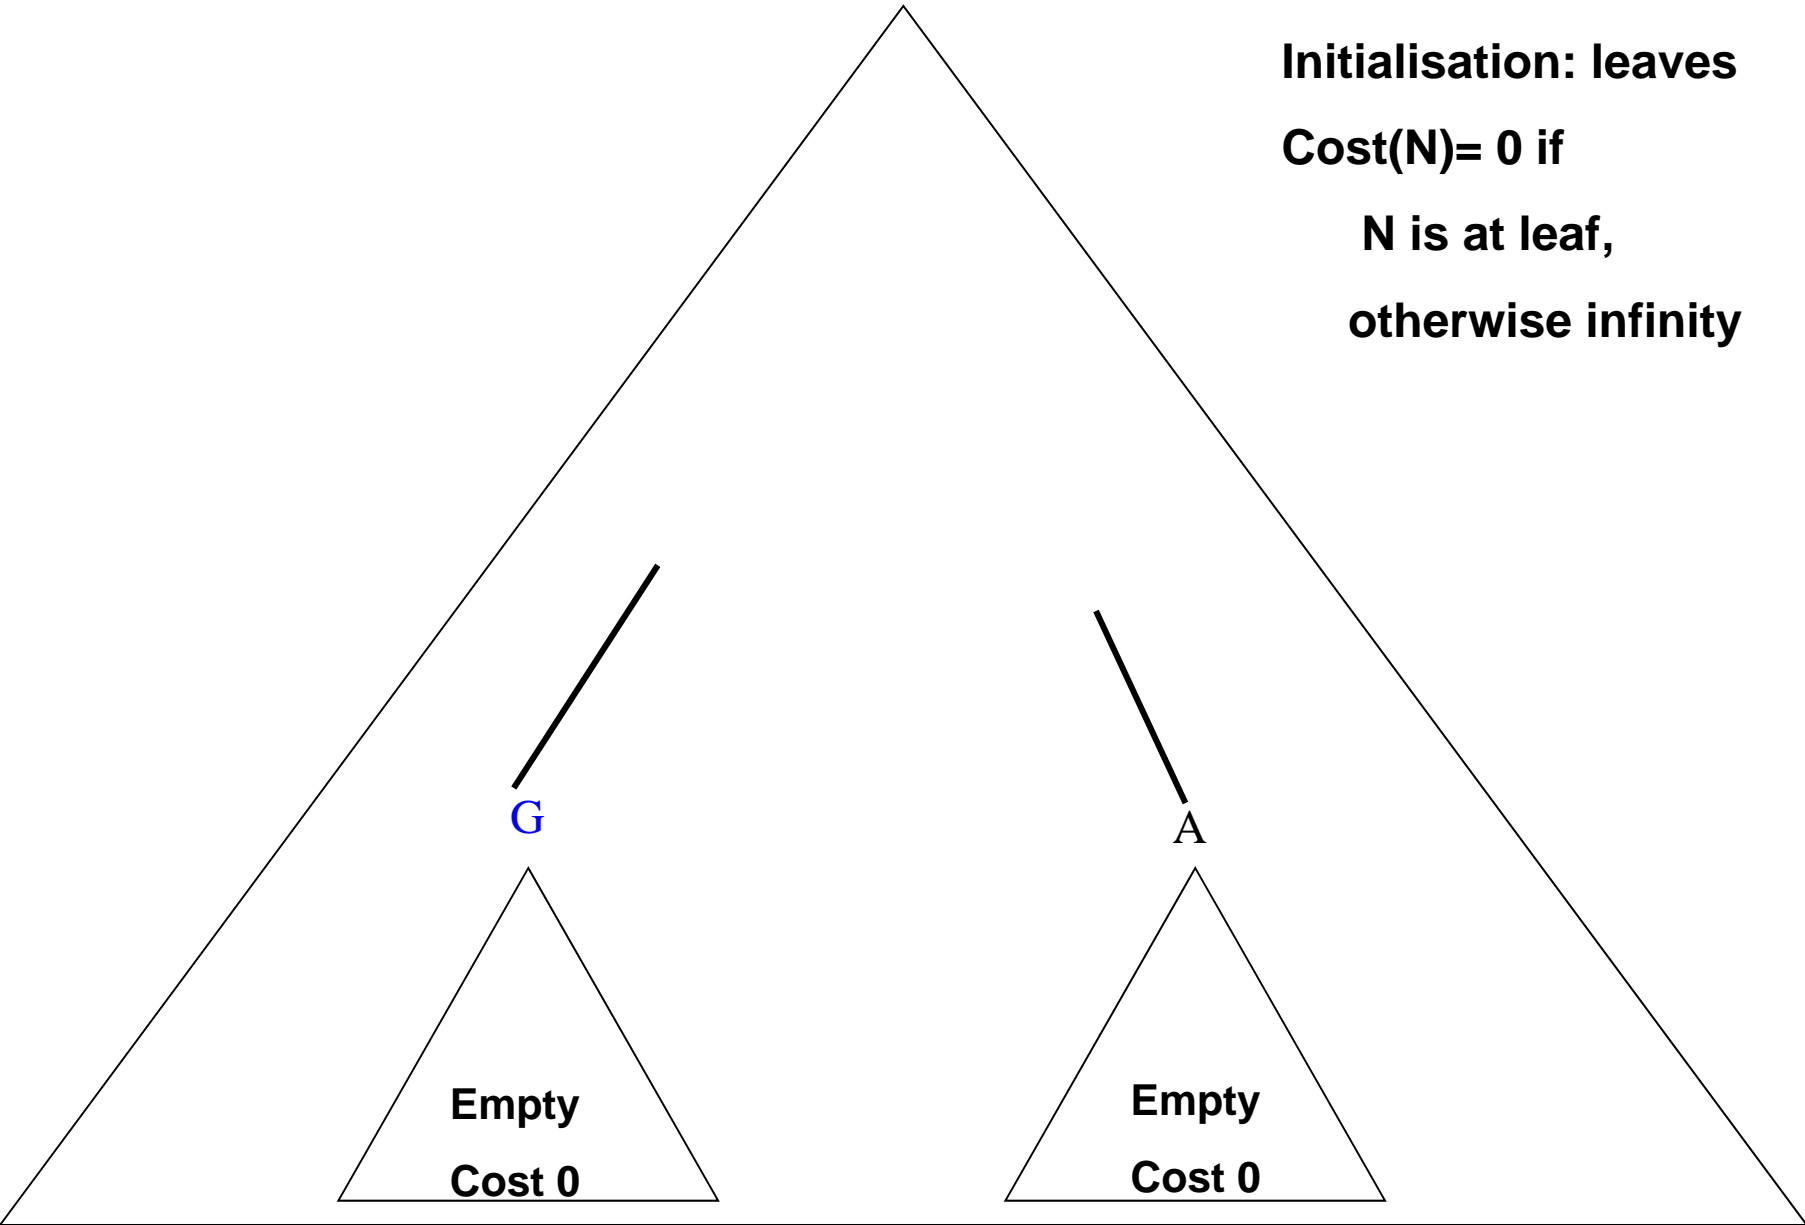 Initialisation: leaves
Cost(N)= 0 if
N is at leaf,
otherwise infinity
G
A
Empty
Cost 0
Empty
Cost 0